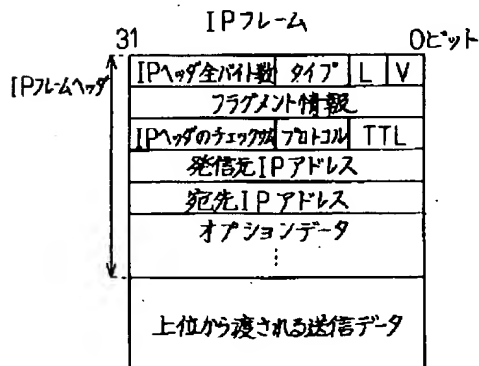 IPフレーム
31 0ビット
IPフレームヘッダ
IPヘッダ全バイト数 タイプ L V
フラグメント情報
IPヘッダのチェックサム プロトコル TTL
発信元IPアドレス
宛先IPアドレス
オプションデータ
⋮
上位から渡される送信データ